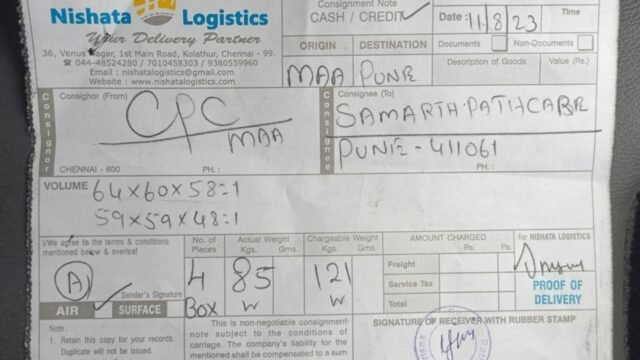 Nishata Logistics
Your Delivery Partner
36, Venus Nagar, 1st Main Road, Kolathur, Chennai - 99.
☎ 044-48524280 / 7010458303 / 9380559960
Email : nishatalogistics@gmail.com
Website : www.nishatalogistics.com
Consignment Note
CASH / CREDIT ✓
Date : 11/8/23
Time
ORIGIN
DESTINATION
Documents
Non-Documents
MAA
PUNE
Description of Goods
Value (Rs.)
Consignor
Consignor (From)
CPC
MAA
CHENNAI - 600
PH. :
Consignee
Consignee (To)
SAMARTH PATHCARE
PUNE - 411061
PH. :
VOLUME
64x60x58=1
59x59x48=1
I/We agree to the terms & conditions
mentioned below & overleaf
(A)
Sender's Signature
AIR ✓
SURFACE
No. of
Pieces
4
Box
Actual Weight
Kgs. Gms.
85
W
Chargeable Weight
Kgs. Gms.
121
W
AMOUNT CHARGED
Rs. Ps.
Freight
Service Tax
Total
For NISHATA LOGISTICS
PROOF OF
DELIVERY
Note :
1. Retain this copy for your records.
Duplicate will not be issued.
This is non-negotiable consignment
note subject to the conditions of
carriage. The company's liability for
the mentioned shall be compensated to a sum
SIGNATURE OF RECEIVER WITH RUBBER STAMP